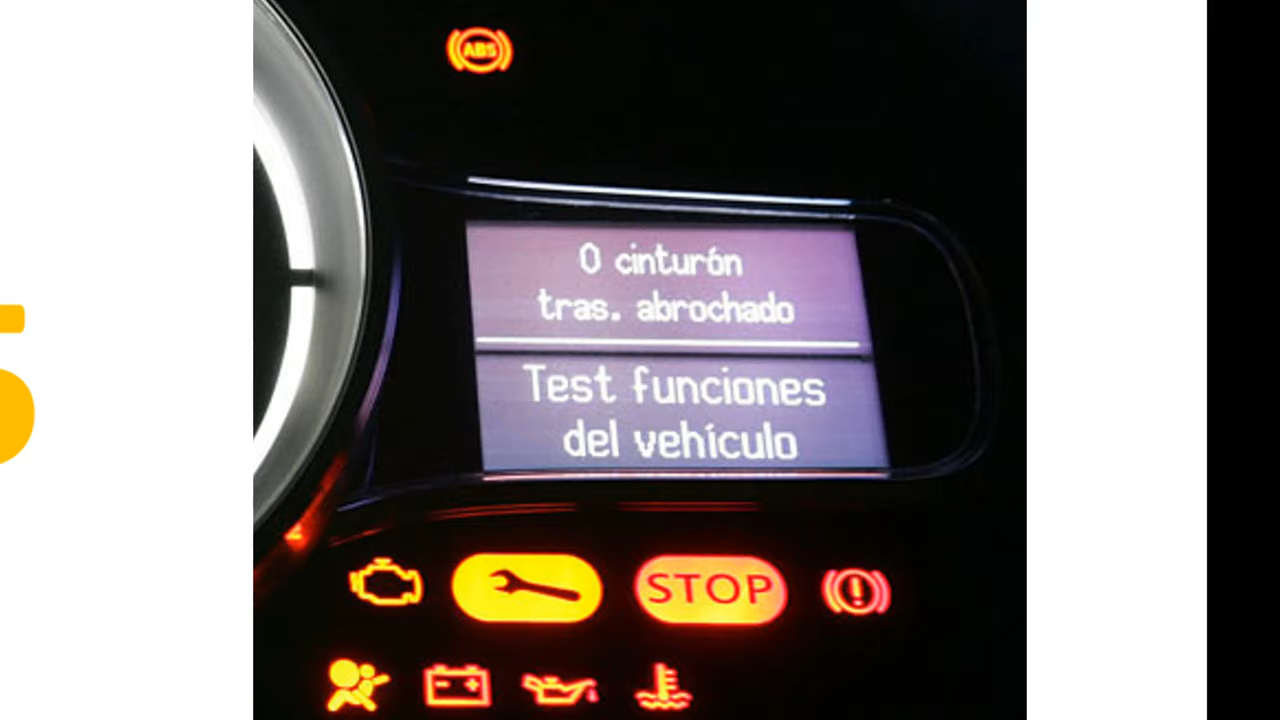 ABS
0 cinturón
tras. abrochado
Test funciones
del vehículo
STOP